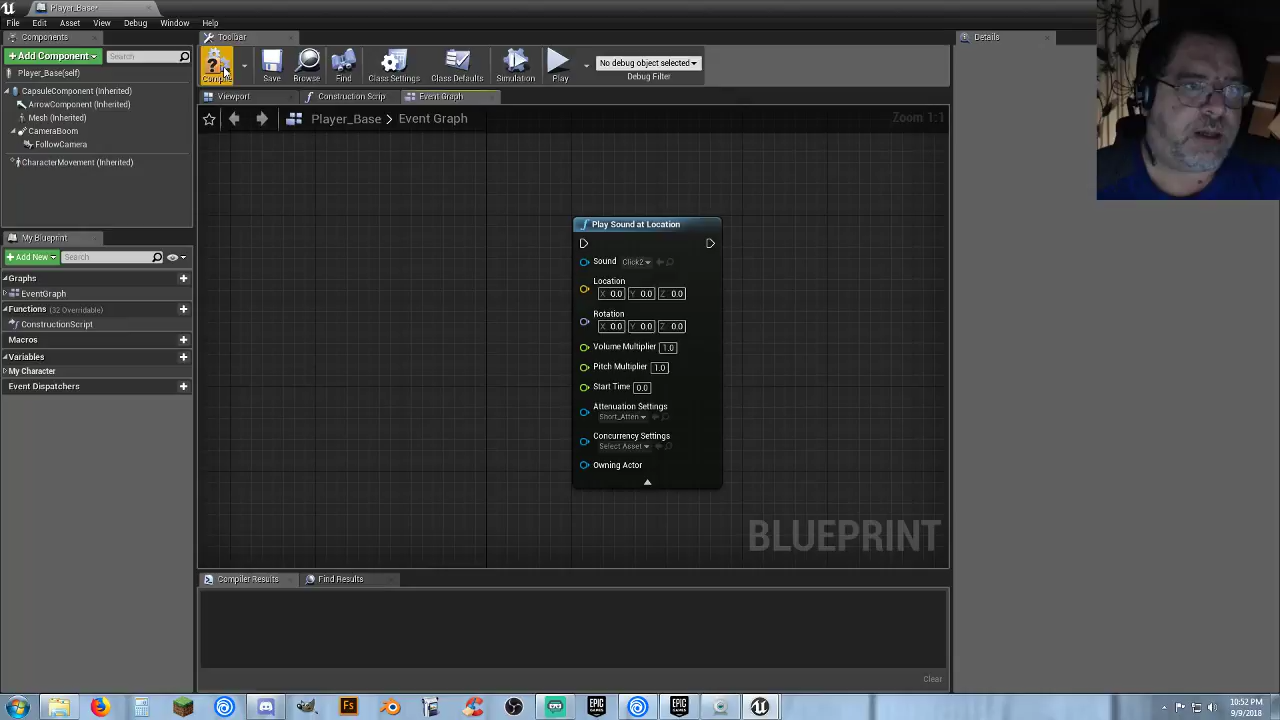 Player_Base*
File Edit Asset View Debug Window Help
Components
Toolbar
Details
+ Add Component
Search
Player_Base(self)
CapsuleComponent (Inherited)
ArrowComponent (Inherited)
Mesh (Inherited)
CameraBoom
FollowCamera
CharacterMovement (Inherited)
Compile
Save
Browse
Find
Class Settings
Class Defaults
Simulation
Play
No debug object selected
Debug Filter
Viewport
Construction Scrip
Event Graph
Player_Base > Event Graph
Zoom 1:1
My Blueprint
+ Add New
Search
Graphs
EventGraph
Functions (32 Overridable)
ConstructionScript
Macros
Variables
My Character
Event Dispatchers
Play Sound at Location
Sound Click2
Location
X 0.0 Y 0.0 Z 0.0
Rotation
X 0.0 Y 0.0 Z 0.0
Volume Multiplier 1.0
Pitch Multiplier 1.0
Start Time 0.0
Attenuation Settings
Short_Atten
Concurrency Settings
Select Asset
Owning Actor
BLUEPRINT
Compiler Results
Find Results
Clear
Fs
EPIC GAMES
EPIC GAMES
10:52 PM
9/9/2018